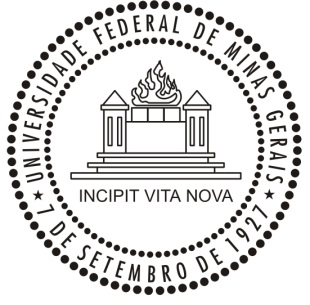 UNIVERSIDADE FEDERAL DE MINAS GERAIS
INCIPIT VITA NOVA
★ 7 DE SETEMBRO DE 1927 ★